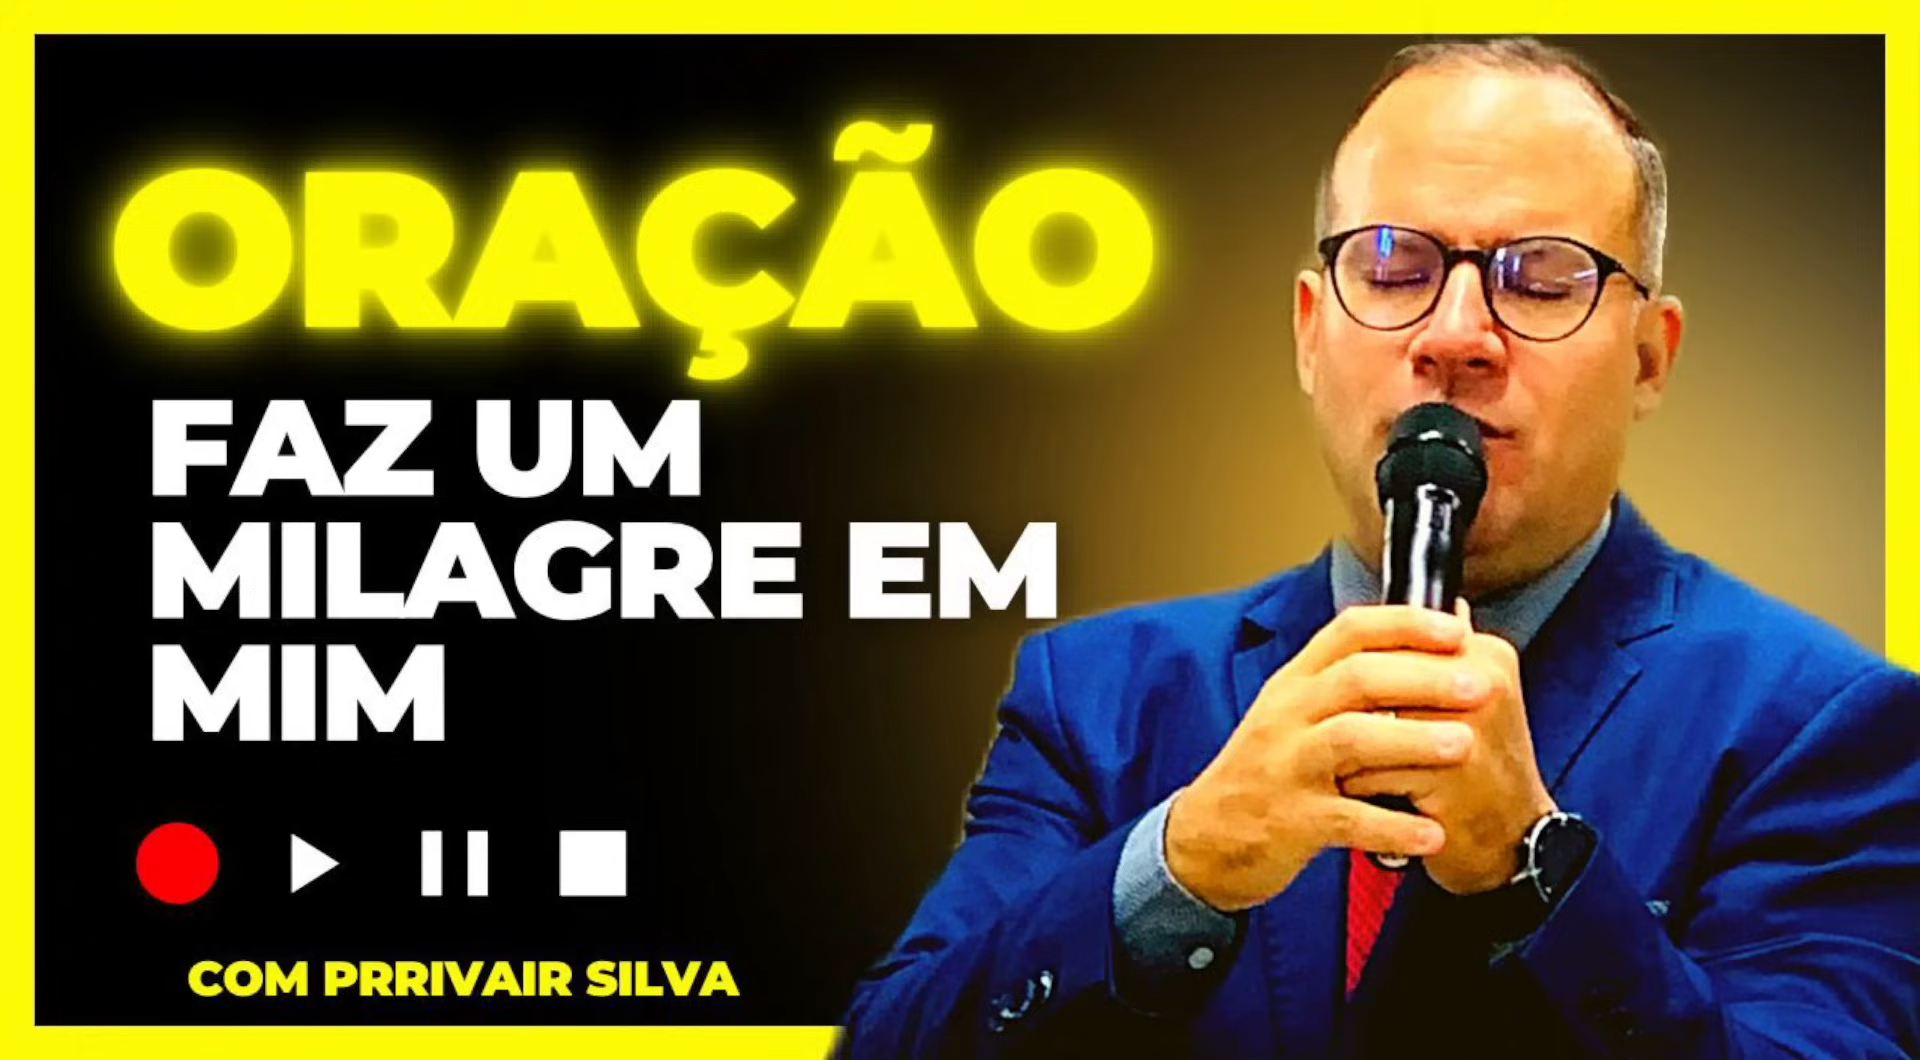 ORAÇÃO
FAZ UM
MILAGRE EM
MIM
COM PRRIVAIR SILVA